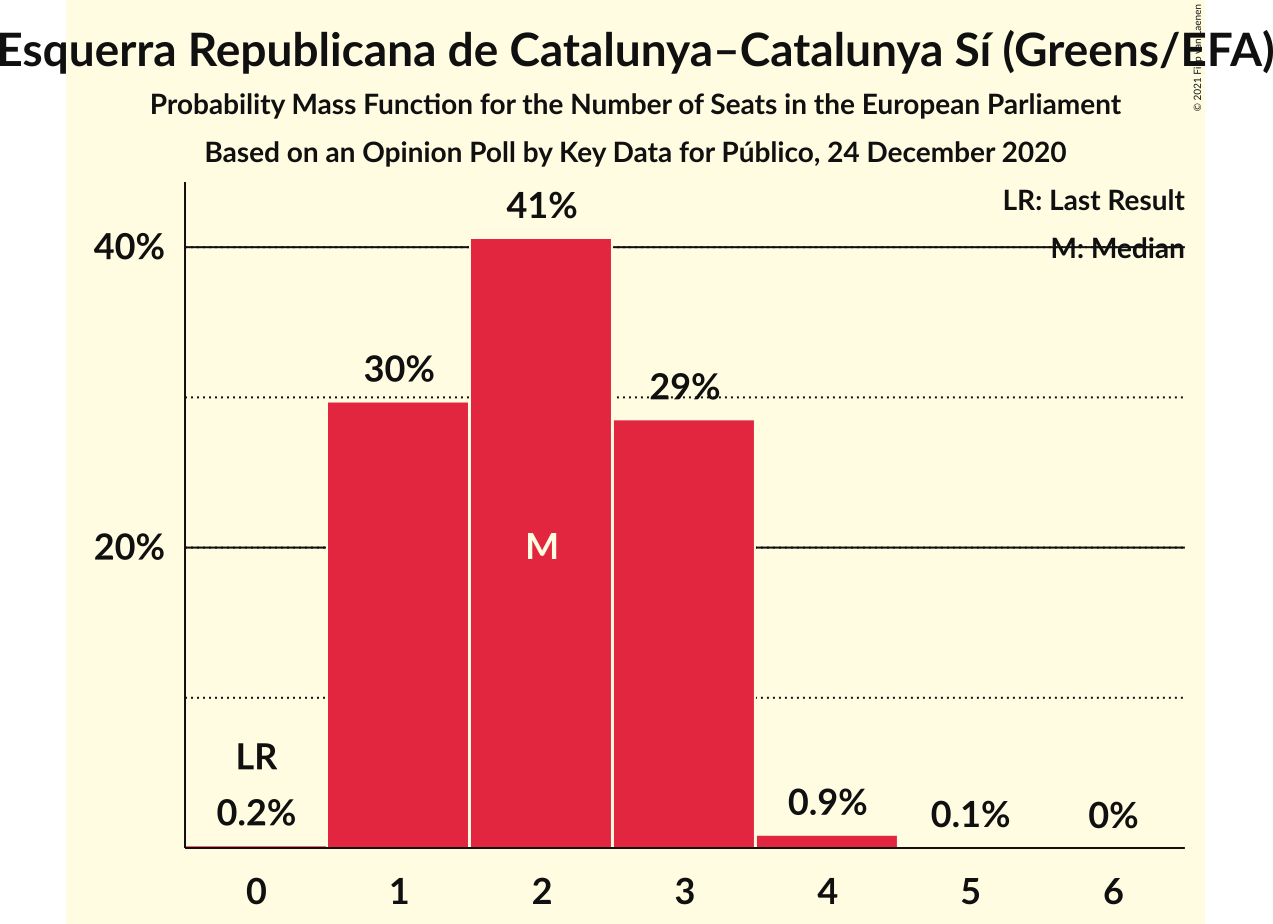 Esquerra Republicana de Catalunya–Catalunya Sí (Greens/EFA)
Probability Mass Function for the Number of Seats in the European Parliament
Based on an Opinion Poll by Key Data for Público, 24 December 2020
LR: Last Result
M: Median
41%
40%
30%
29%
20%
M
LR
0.2%
0.9%
0.1%
0%
0 1 2 3 4 5 6
© 2021